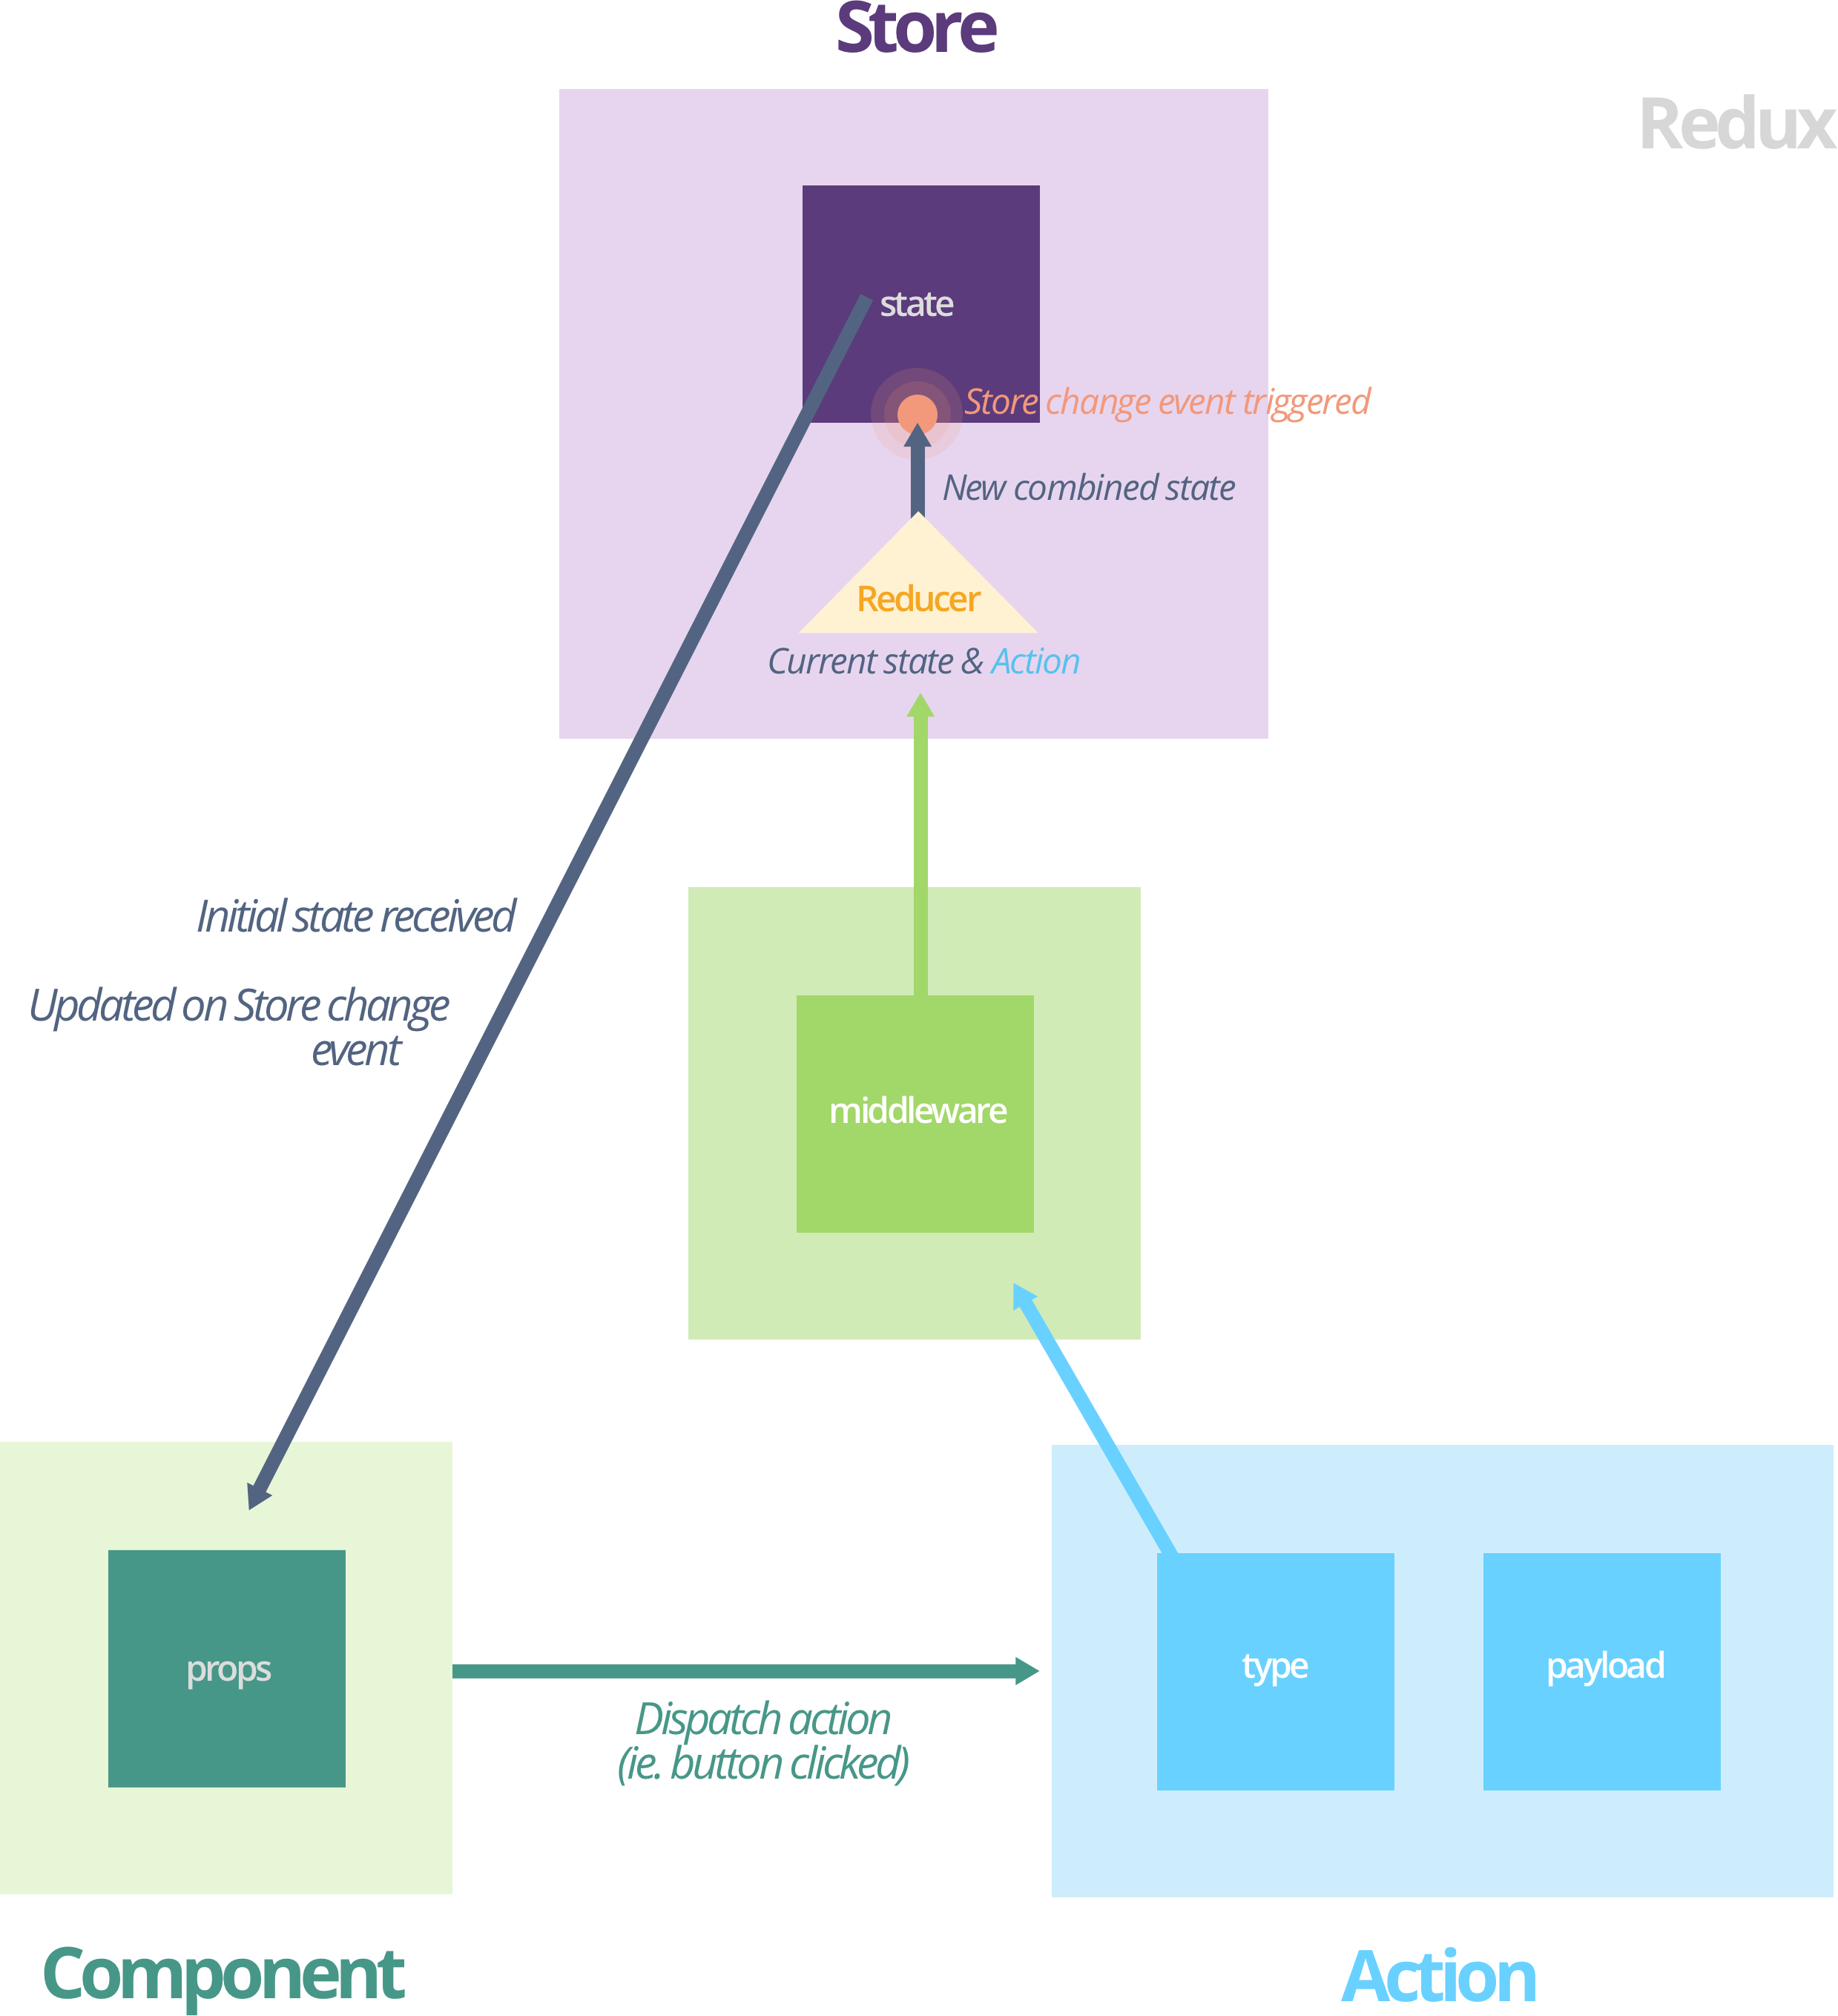 Store
Redux
state
Store change event triggered
New combined state
Reducer
Current state & Action
Initial state received
Updated on Store change
event
middleware
props
type
payload
Dispatch action
(ie. button clicked)
Component
Action